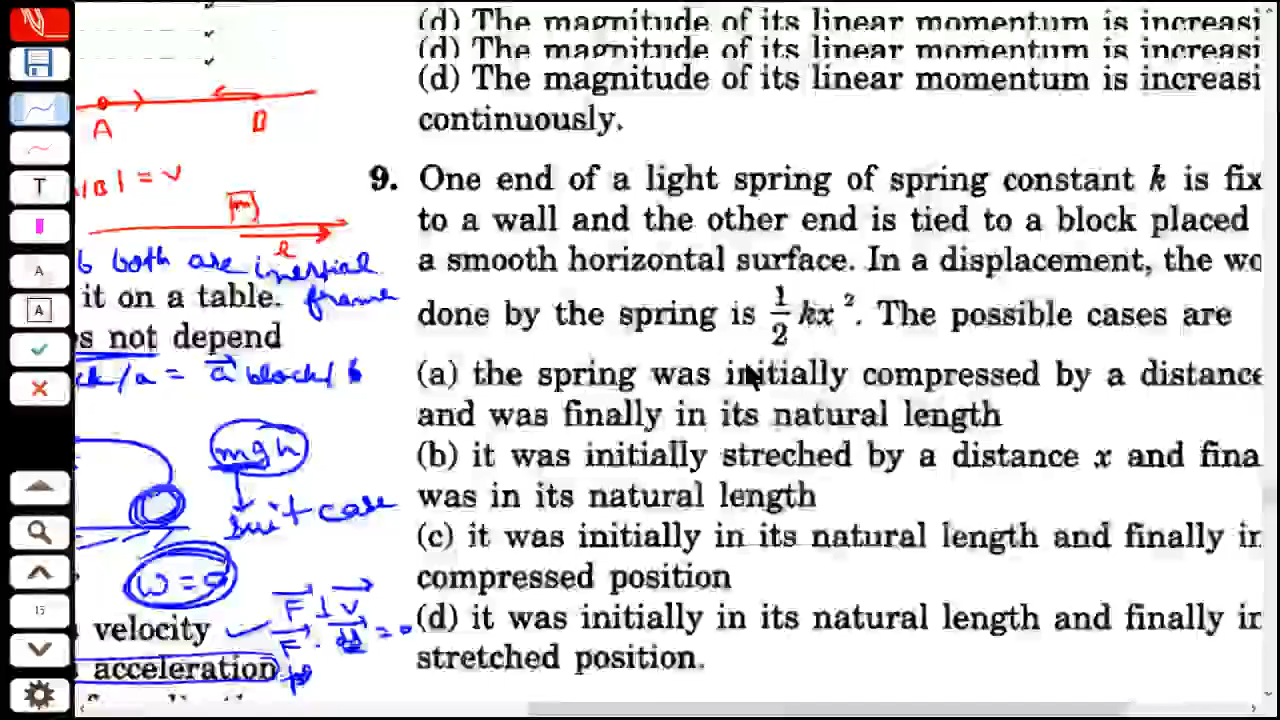 (d) The magnitude of its linear momentum is increasi
(d) The magnitude of its linear momentum is increasi
(d) The magnitude of its linear momentum is increasi
continuously.
A
B
/B| = v
m
9. One end of a light spring of spring constant k is fix
to a wall and the other end is tied to a block placed
a smooth horizontal surface. In a displacement, the wo
done by the spring is 1/2 kx². The possible cases are
(a) the spring was initially compressed by a distance
and was finally in its natural length
(b) it was initially streched by a distance x and fina
was in its natural length
(c) it was initially in its natural length and finally in
compressed position
(d) it was initially in its natural length and finally in
stretched position.
b both are inertial
it on a table. frame
s not depend
ck/a = a block/b
mgh
suitcase
ω = 0
F ⊥ V
velocity
F .  = 0
acceleration
T
A
A
15